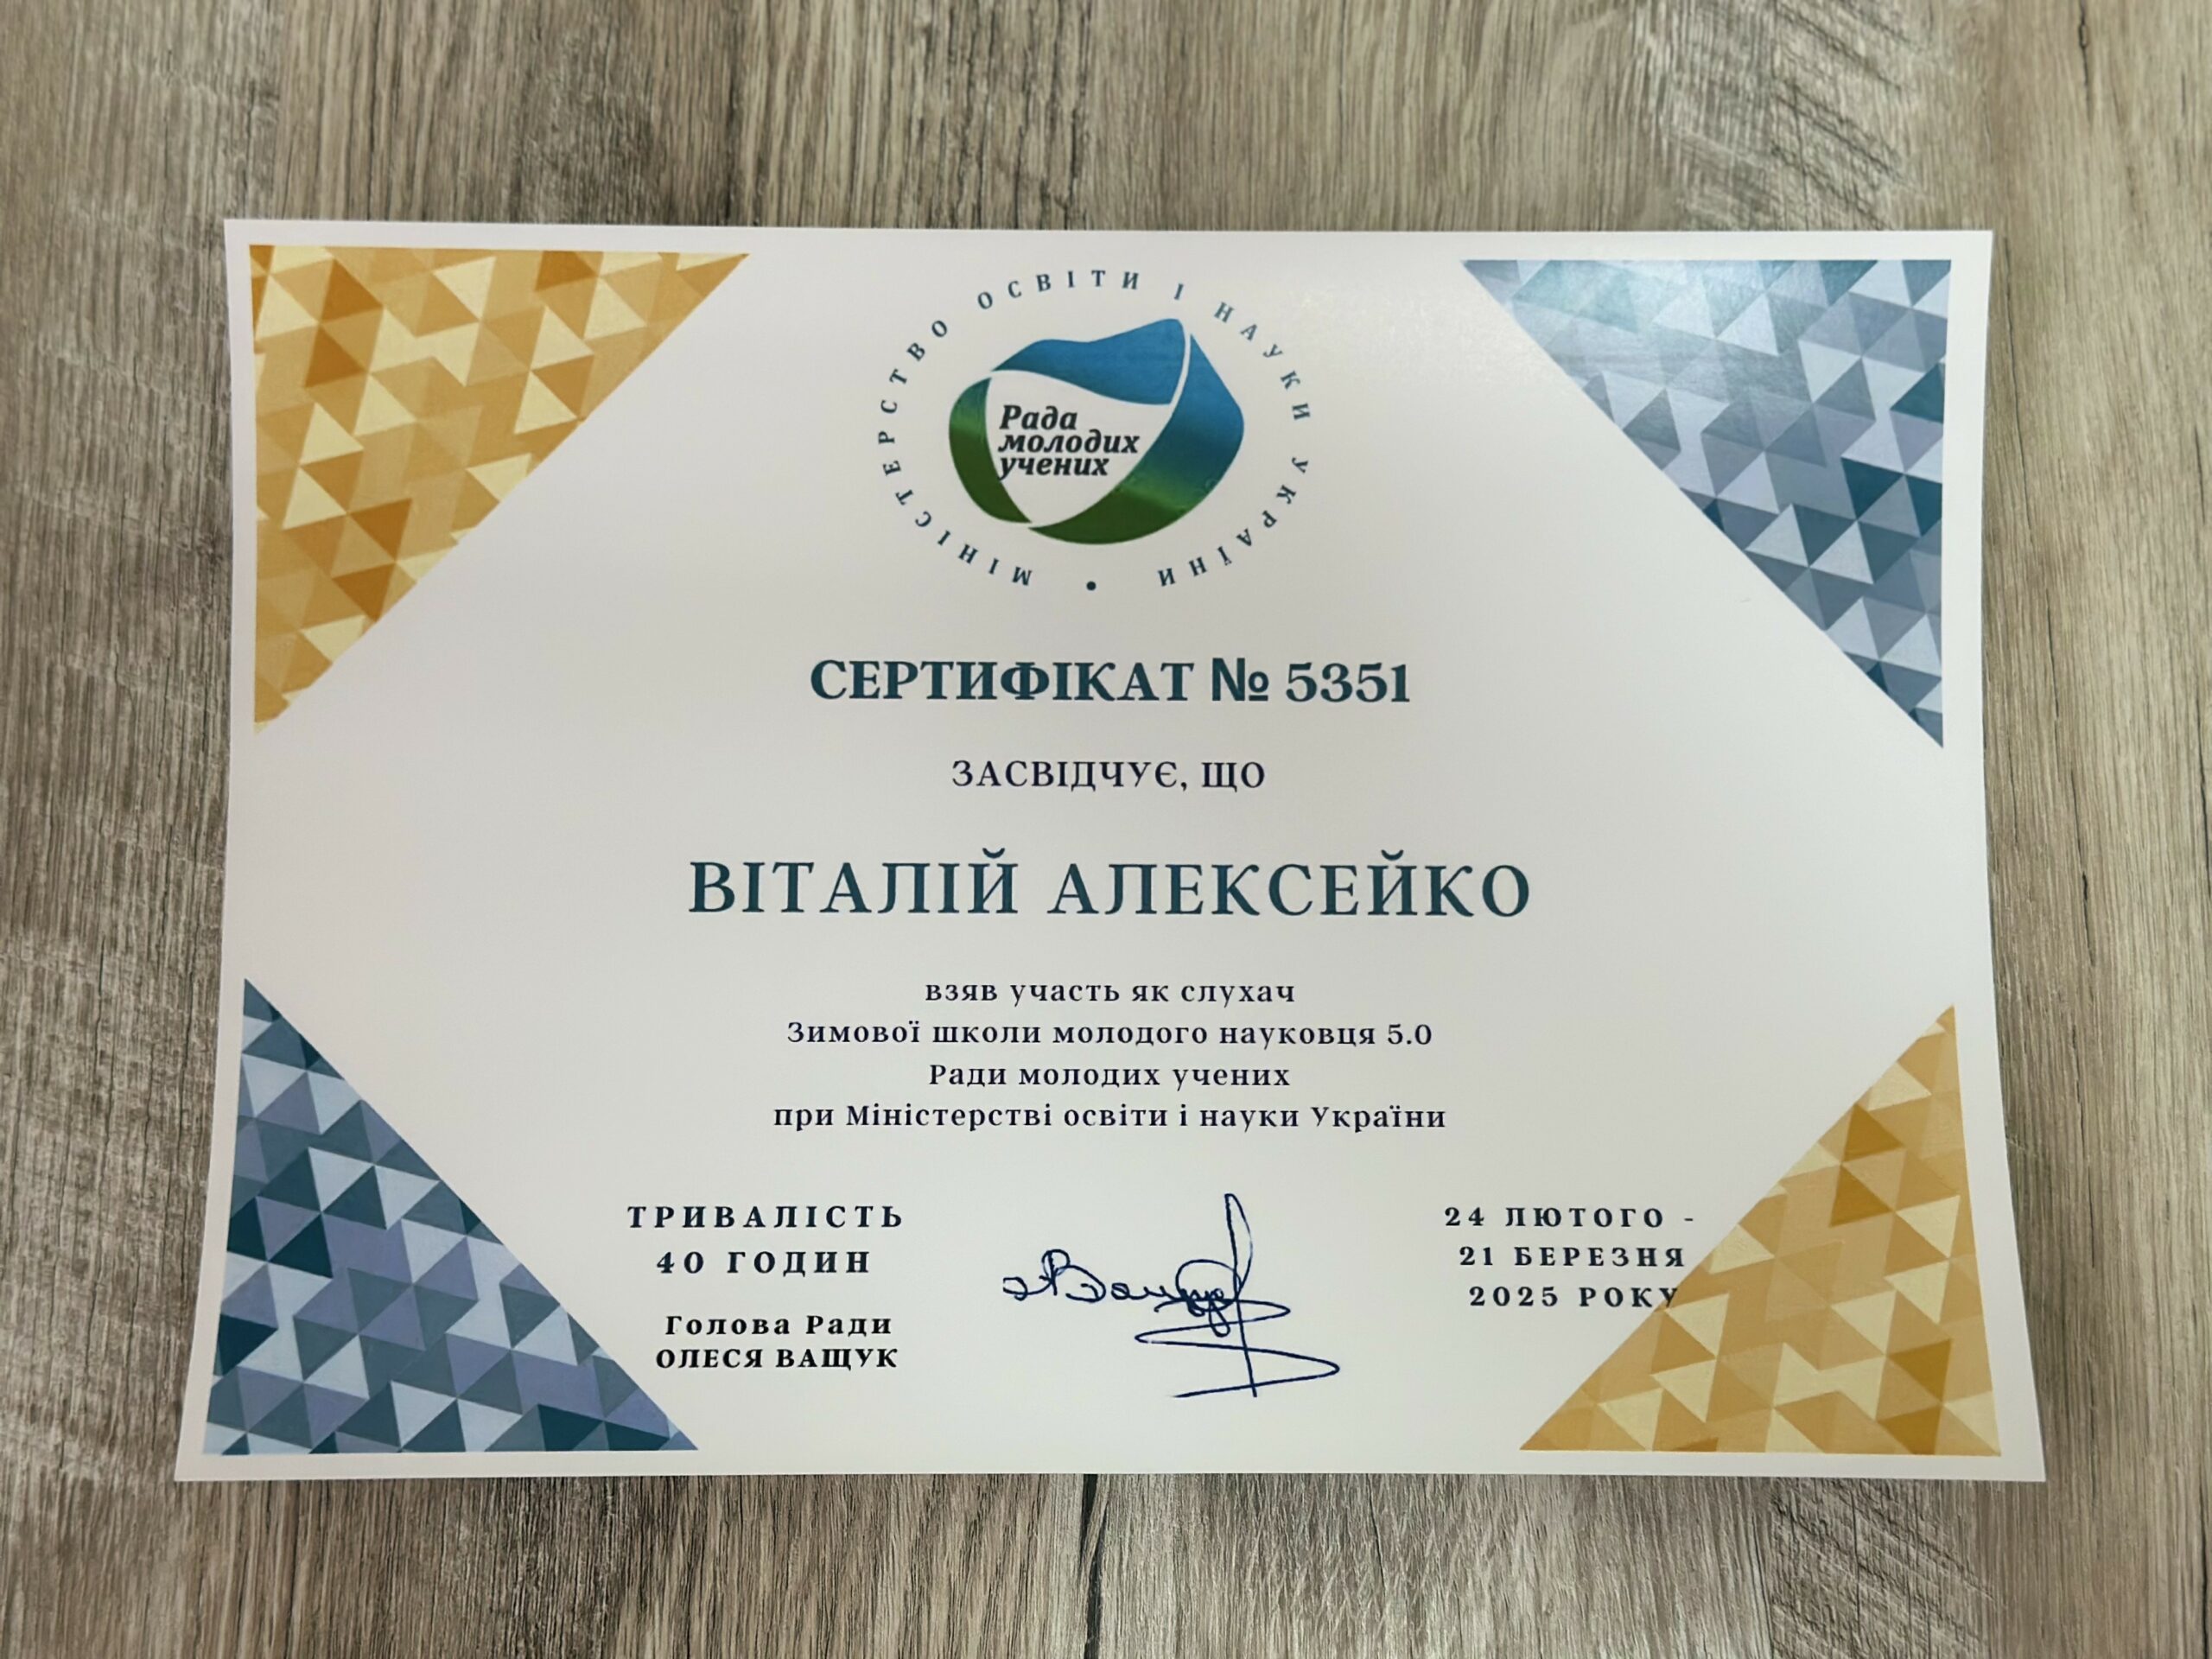 МІНІСТЕРСТВО ОСВІТИ І НАУКИ УКРАЇНИ •
Рада
молодих
учених
СЕРТИФІКАТ № 5351
ЗАСВІДЧУЄ, ЩО
ВІТАЛІЙ АЛЕКСЕЙКО
взяв участь як слухач
Зимової школи молодого науковця 5.0
Ради молодих учених
при Міністерстві освіти і науки України
ТРИВАЛІСТЬ
40 ГОДИН
Голова Ради
ОЛЕСЯ ВАЩУК
24 ЛЮТОГО -
21 БЕРЕЗНЯ
2025 РОКУ